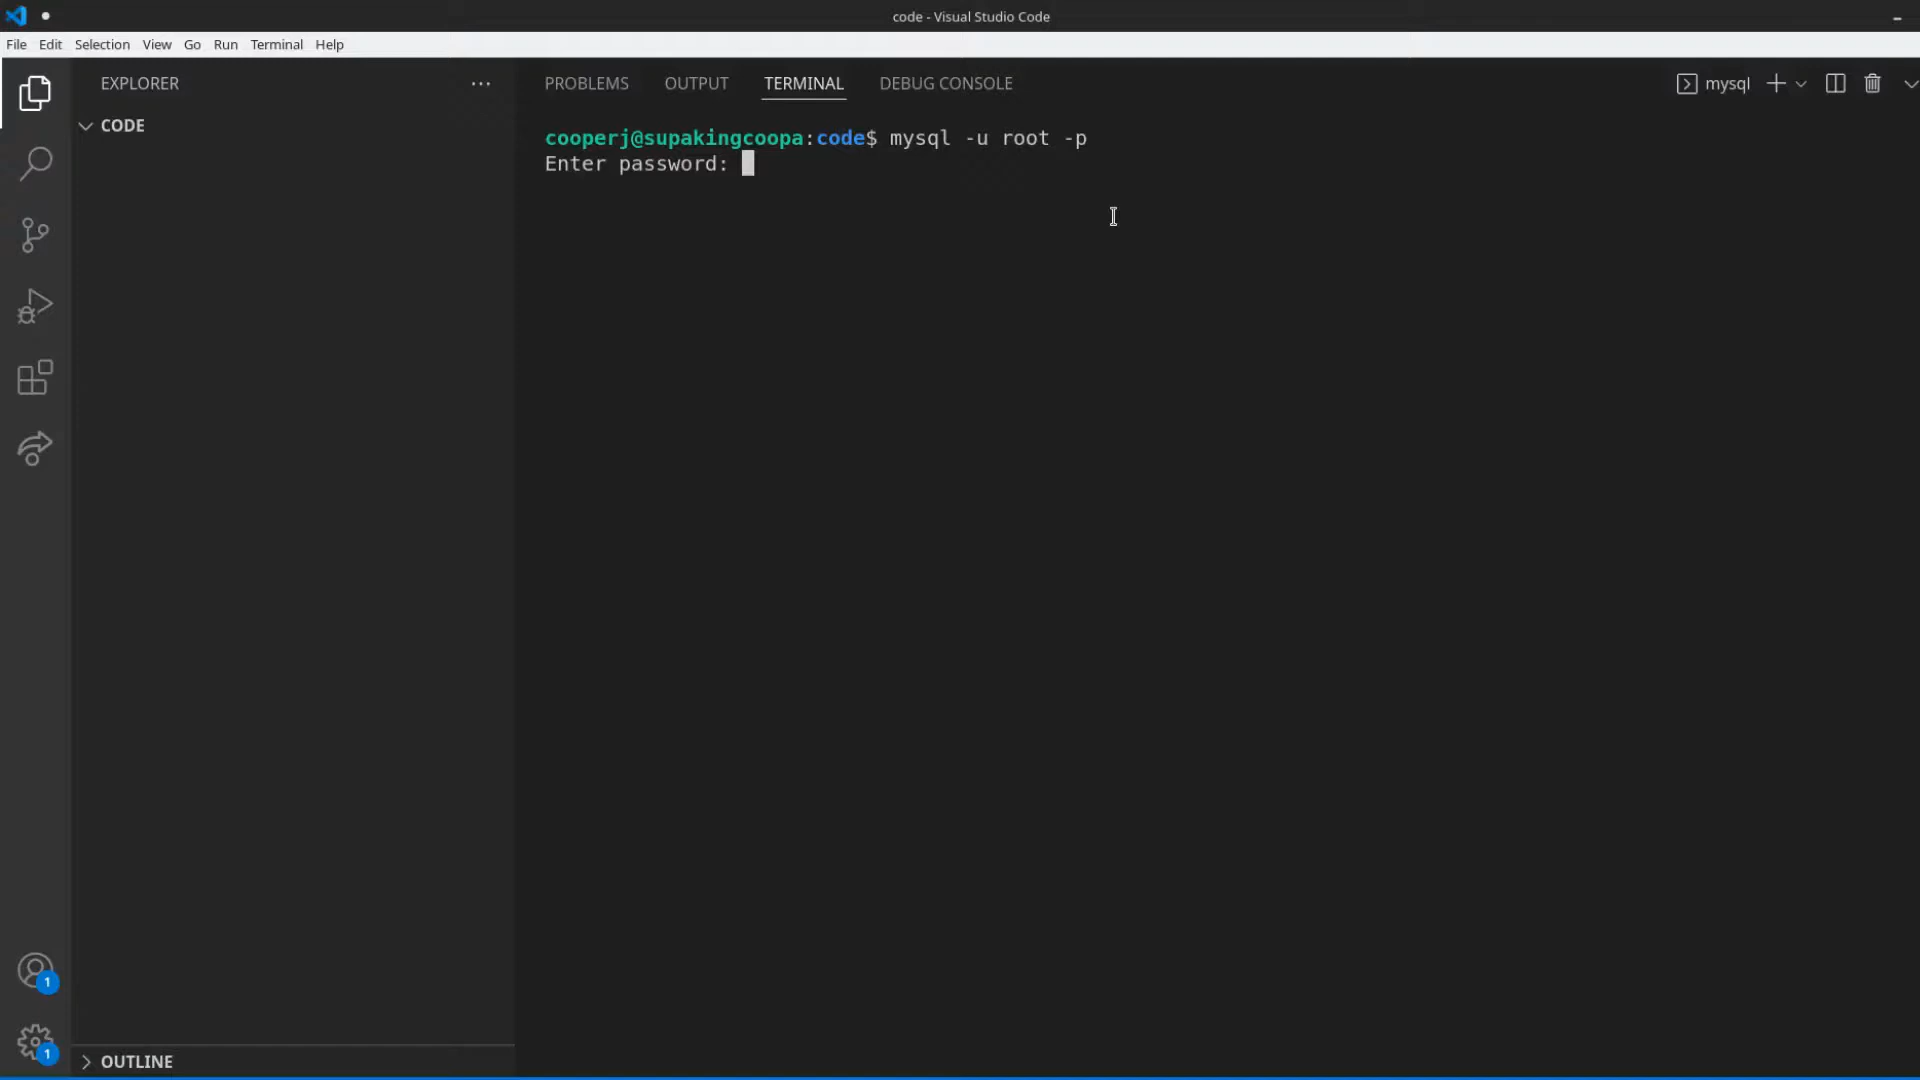 code - Visual Studio Code
File Edit Selection View Go Run Terminal Help
EXPLORER
PROBLEMS OUTPUT TERMINAL DEBUG CONSOLE
mysql
CODE
cooperj@supakingcoopa:code$ mysql -u root -p
Enter password:
1
1
OUTLINE